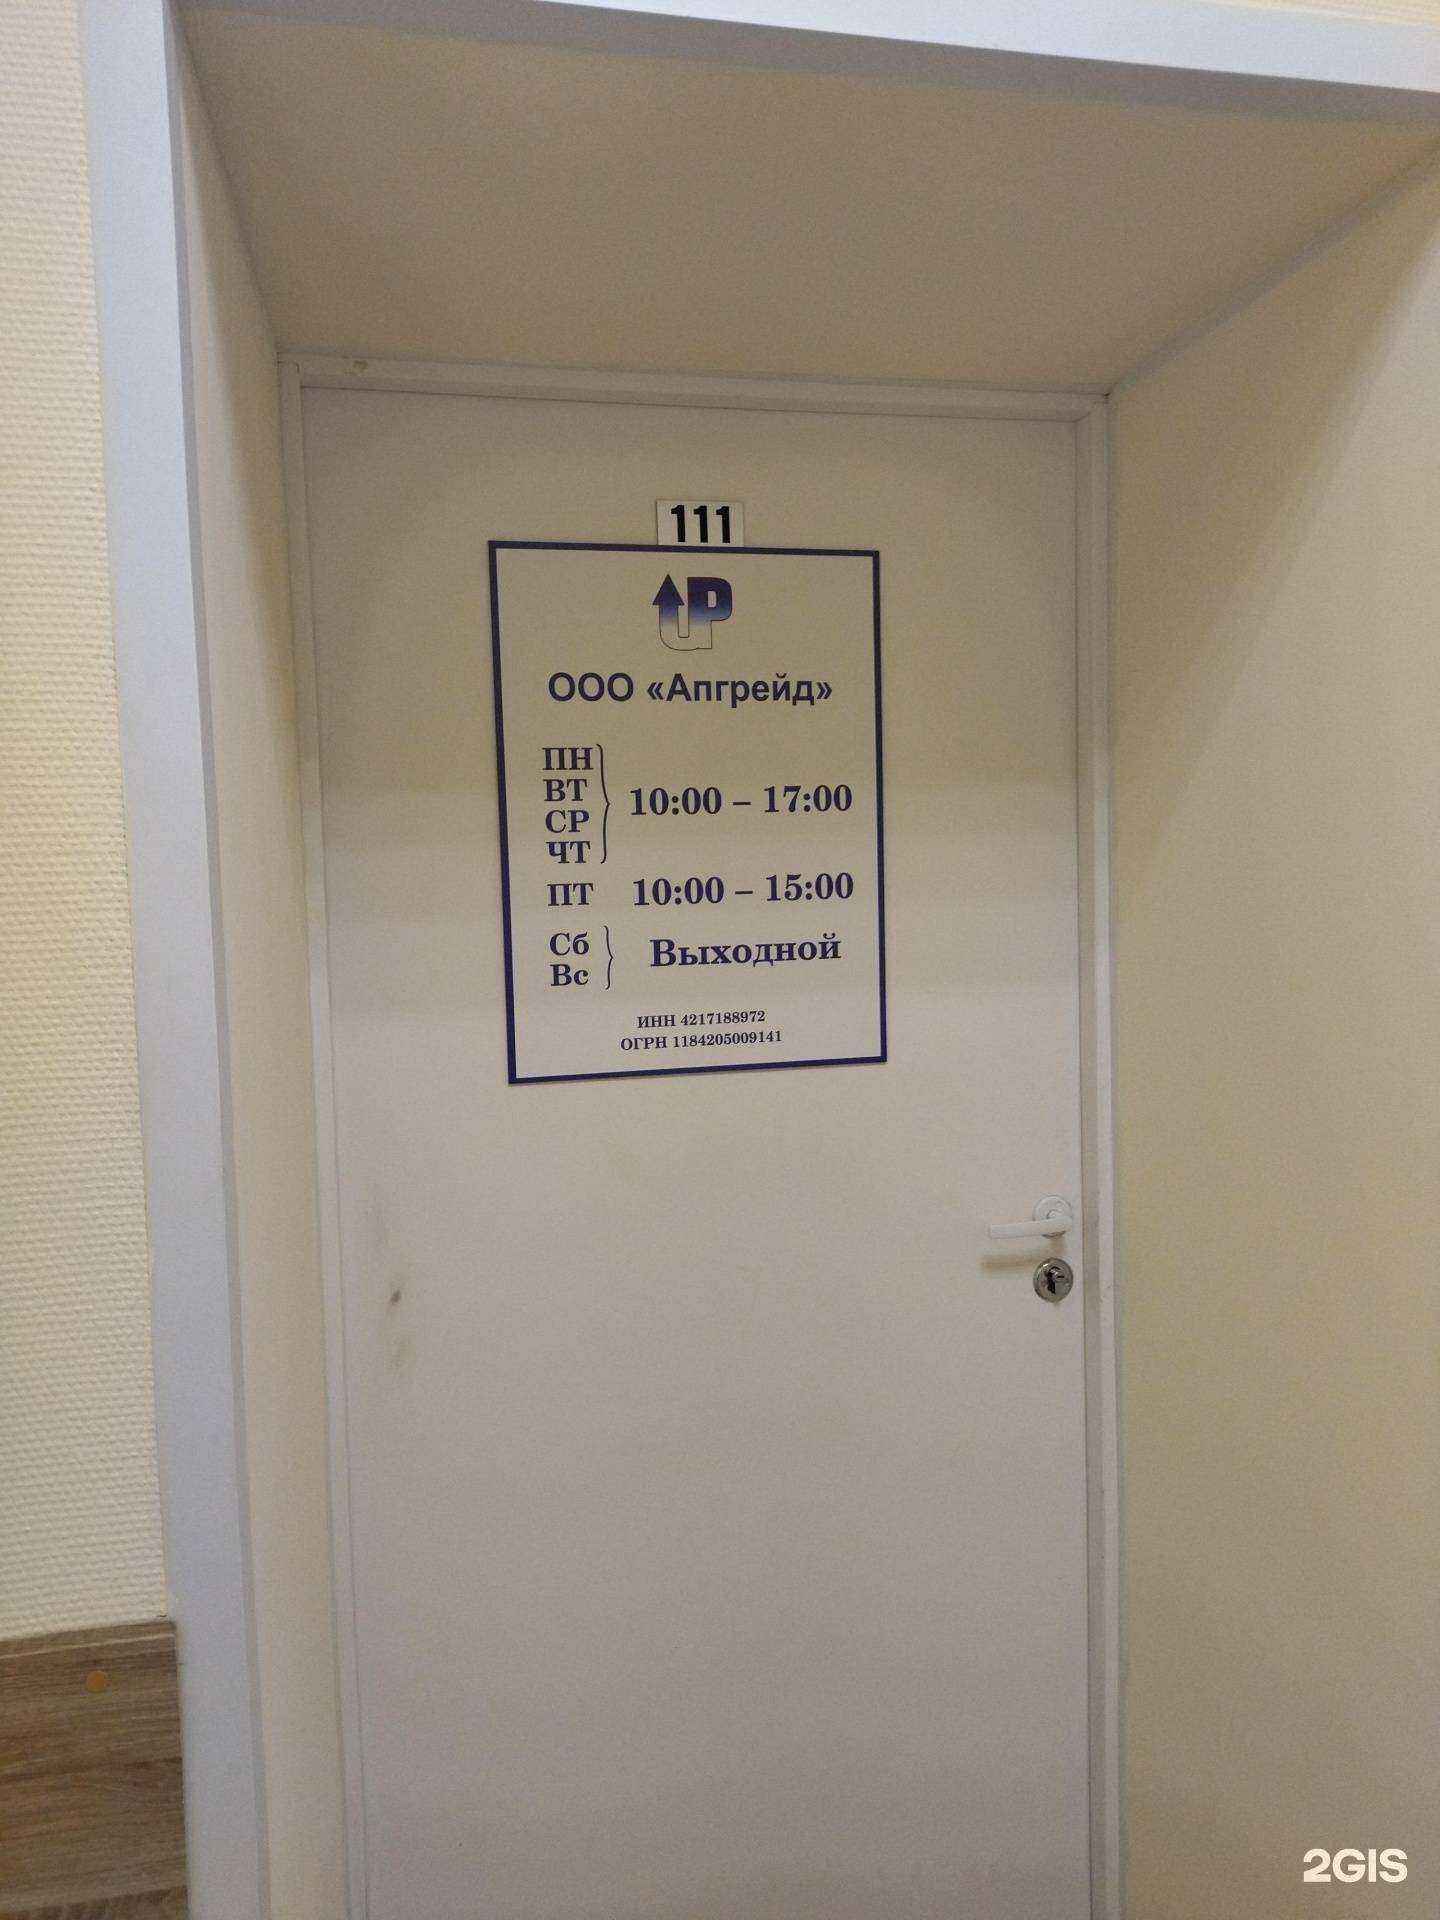 111
UP
ООО «Апгрейд»
ПН
ВТ
СР
ЧТ
10:00 – 17:00
ПТ 10:00 – 15:00
Сб
Вс
Выходной
ИНН 4217188972
ОГРН 1184205009141
2GIS